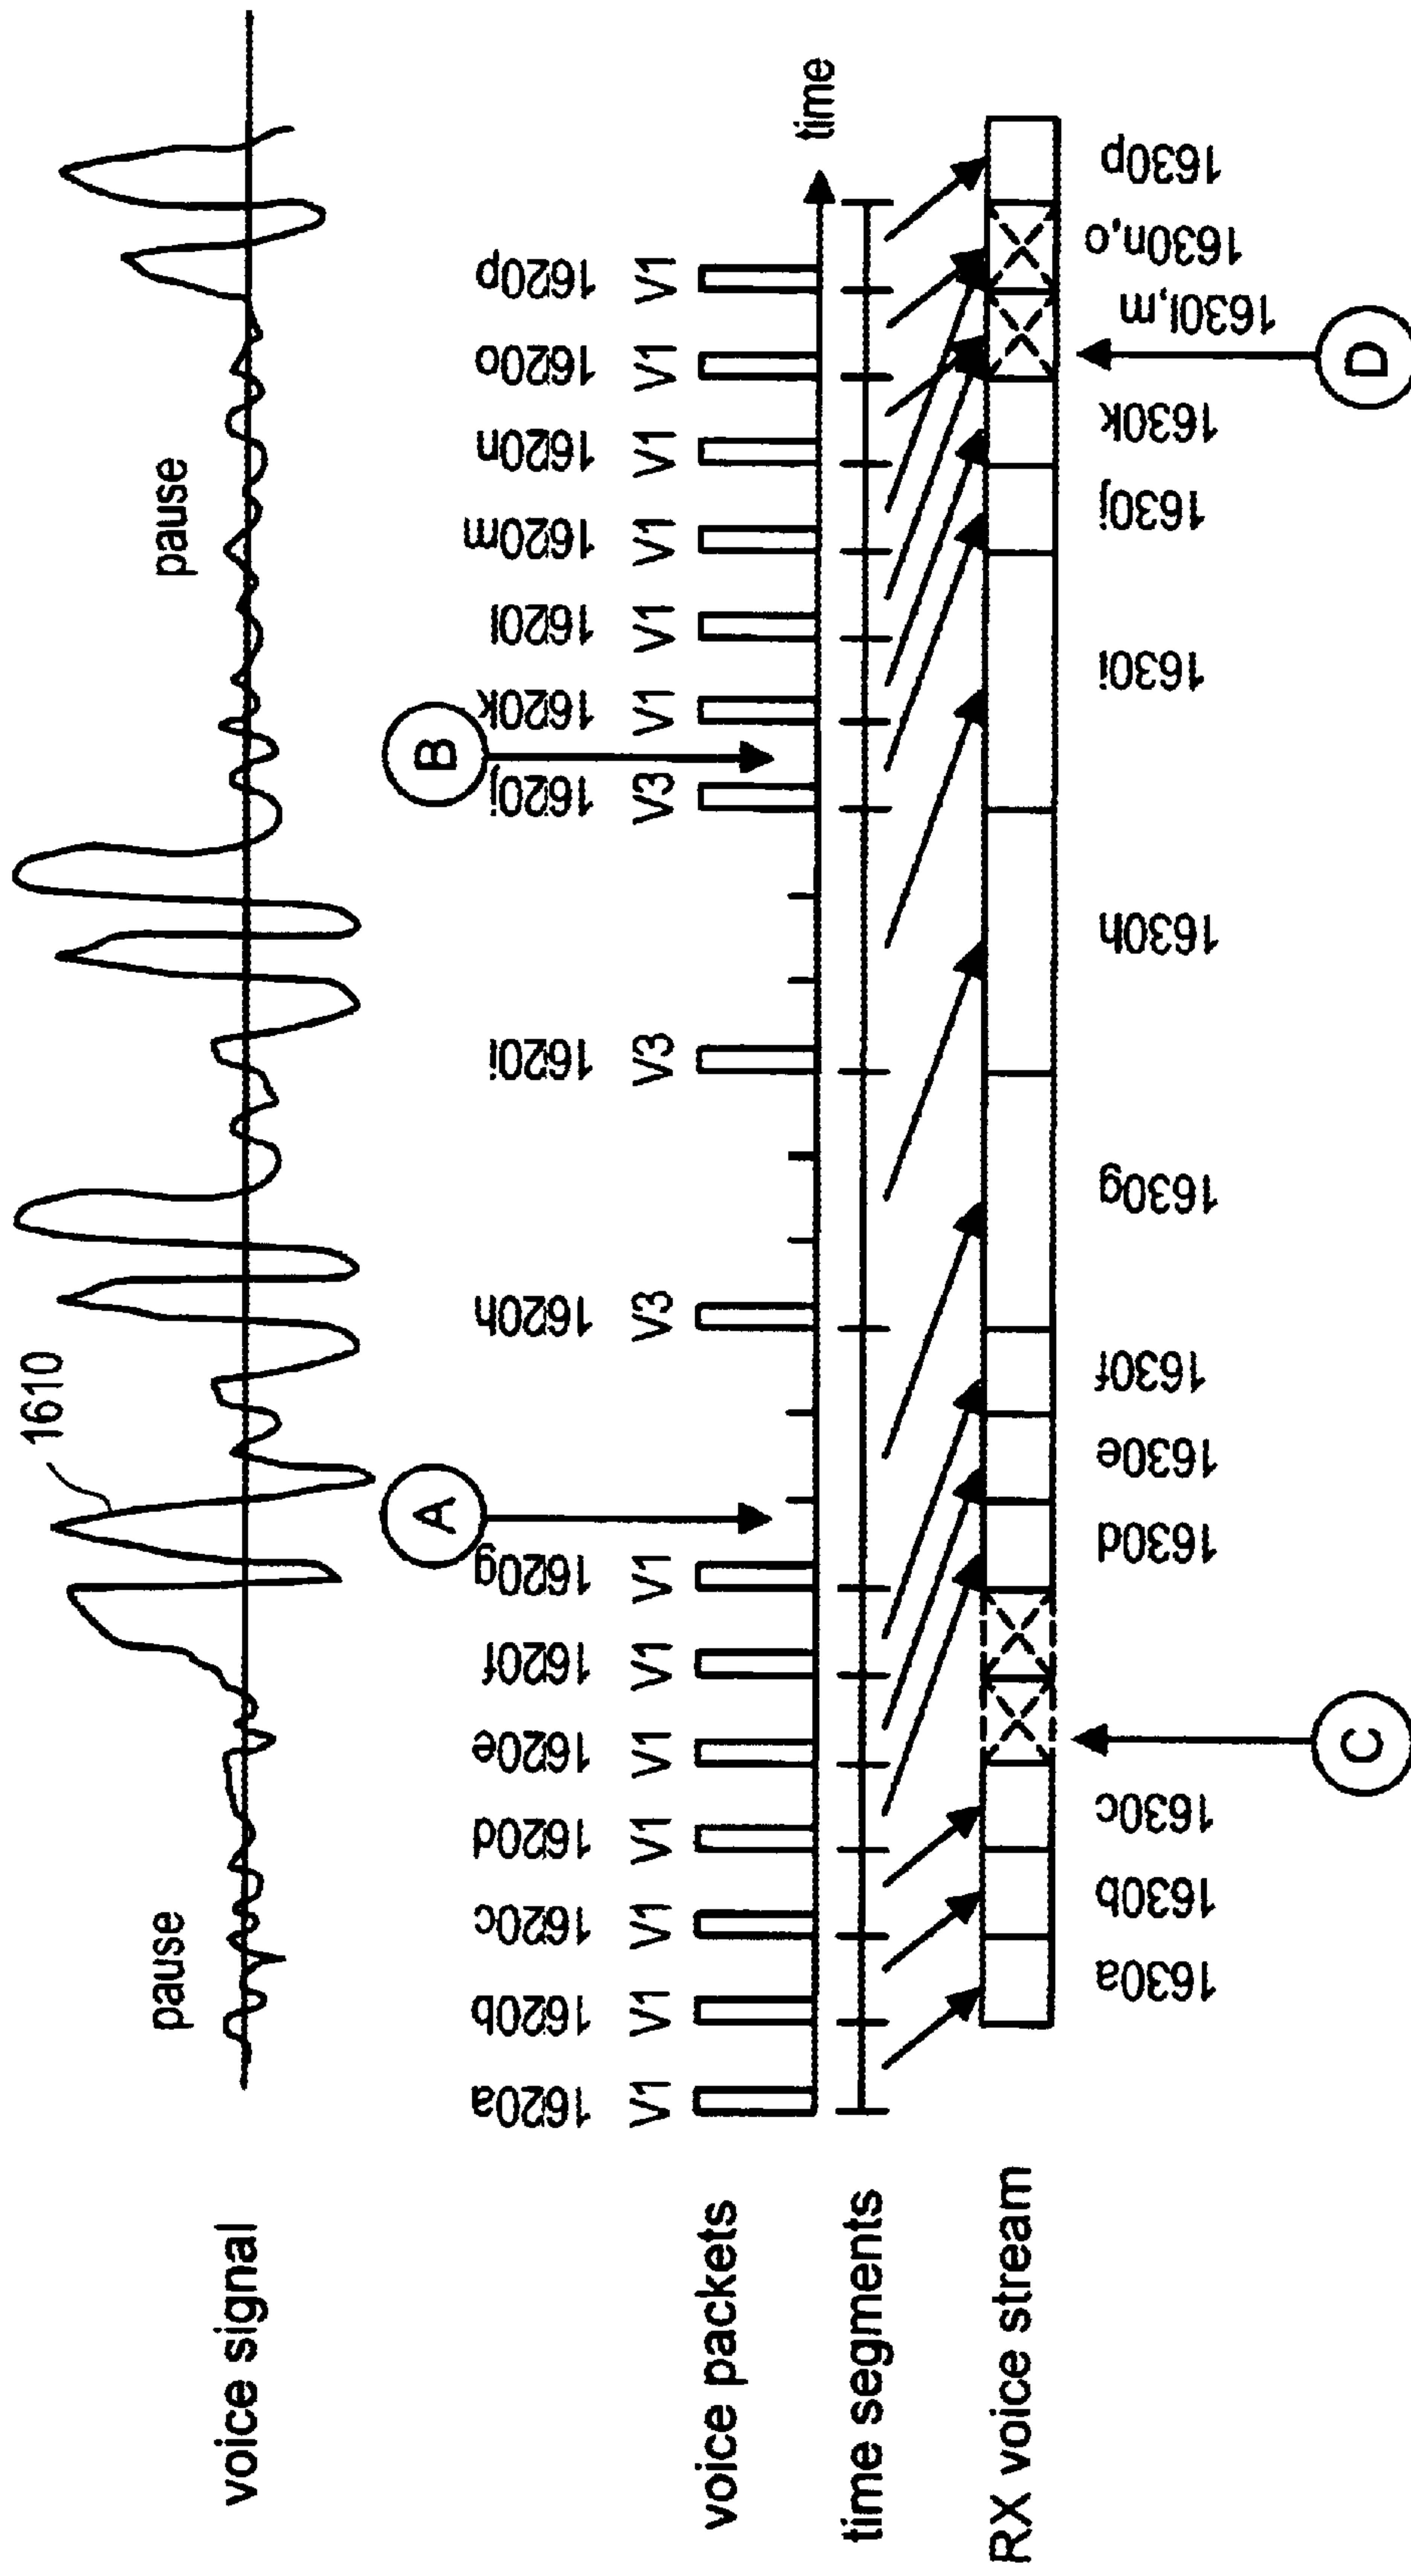 voice signal
pause
1610
pause
1620a
1620b
1620c
1620d
1620e
1620f
1620g
1620h
1620i
1620j
1620k
1620l
1620m
1620n
1620o
1620p
V1
V1
V1
V1
V1
V1
V1
V3
V3
V3
V1
V1
V1
V1
V1
V1
A
B
voice packets
time
time segments
RX voice stream
1630a
1630b
1630c
1630d
1630e
1630f
1630g
1630h
1630i
1630j
1630k
1630l,m
1630n,o
1630p
C
D